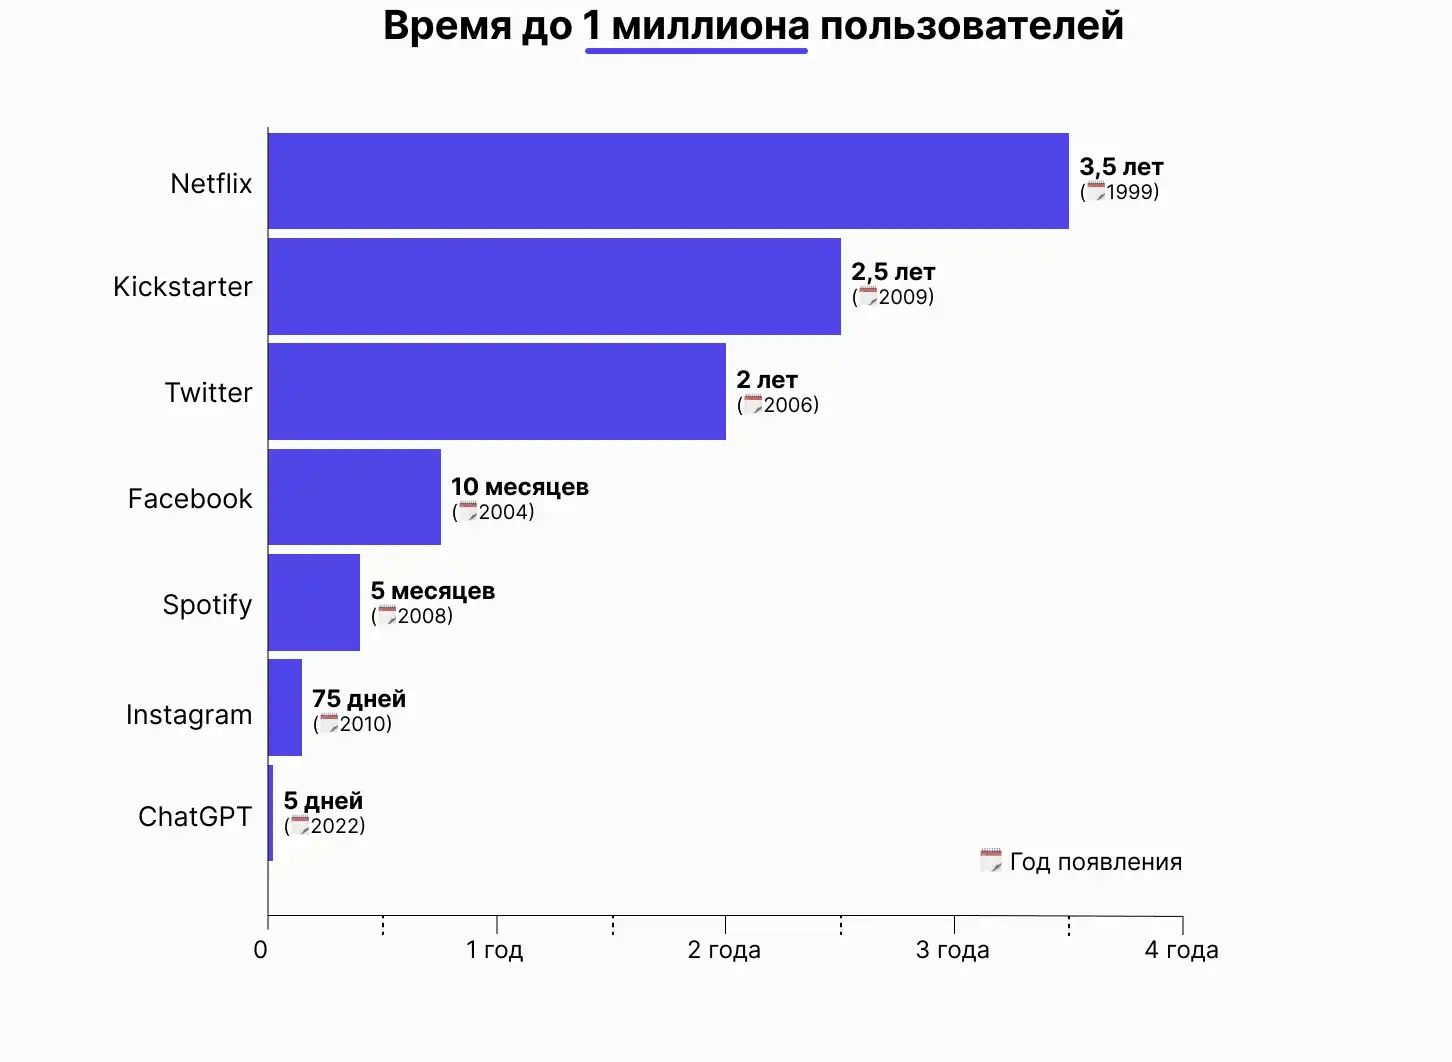 Время до 1 миллиона пользователей
Netflix
3,5 лет
(🗓1999)
Kickstarter
2,5 лет
(🗓2009)
Twitter
2 лет
(🗓2006)
Facebook
10 месяцев
(🗓2004)
Spotify
5 месяцев
(🗓2008)
Instagram
75 дней
(🗓2010)
ChatGPT
5 дней
(🗓2022)
🗓 Год появления
0
1 год
2 года
3 года
4 года